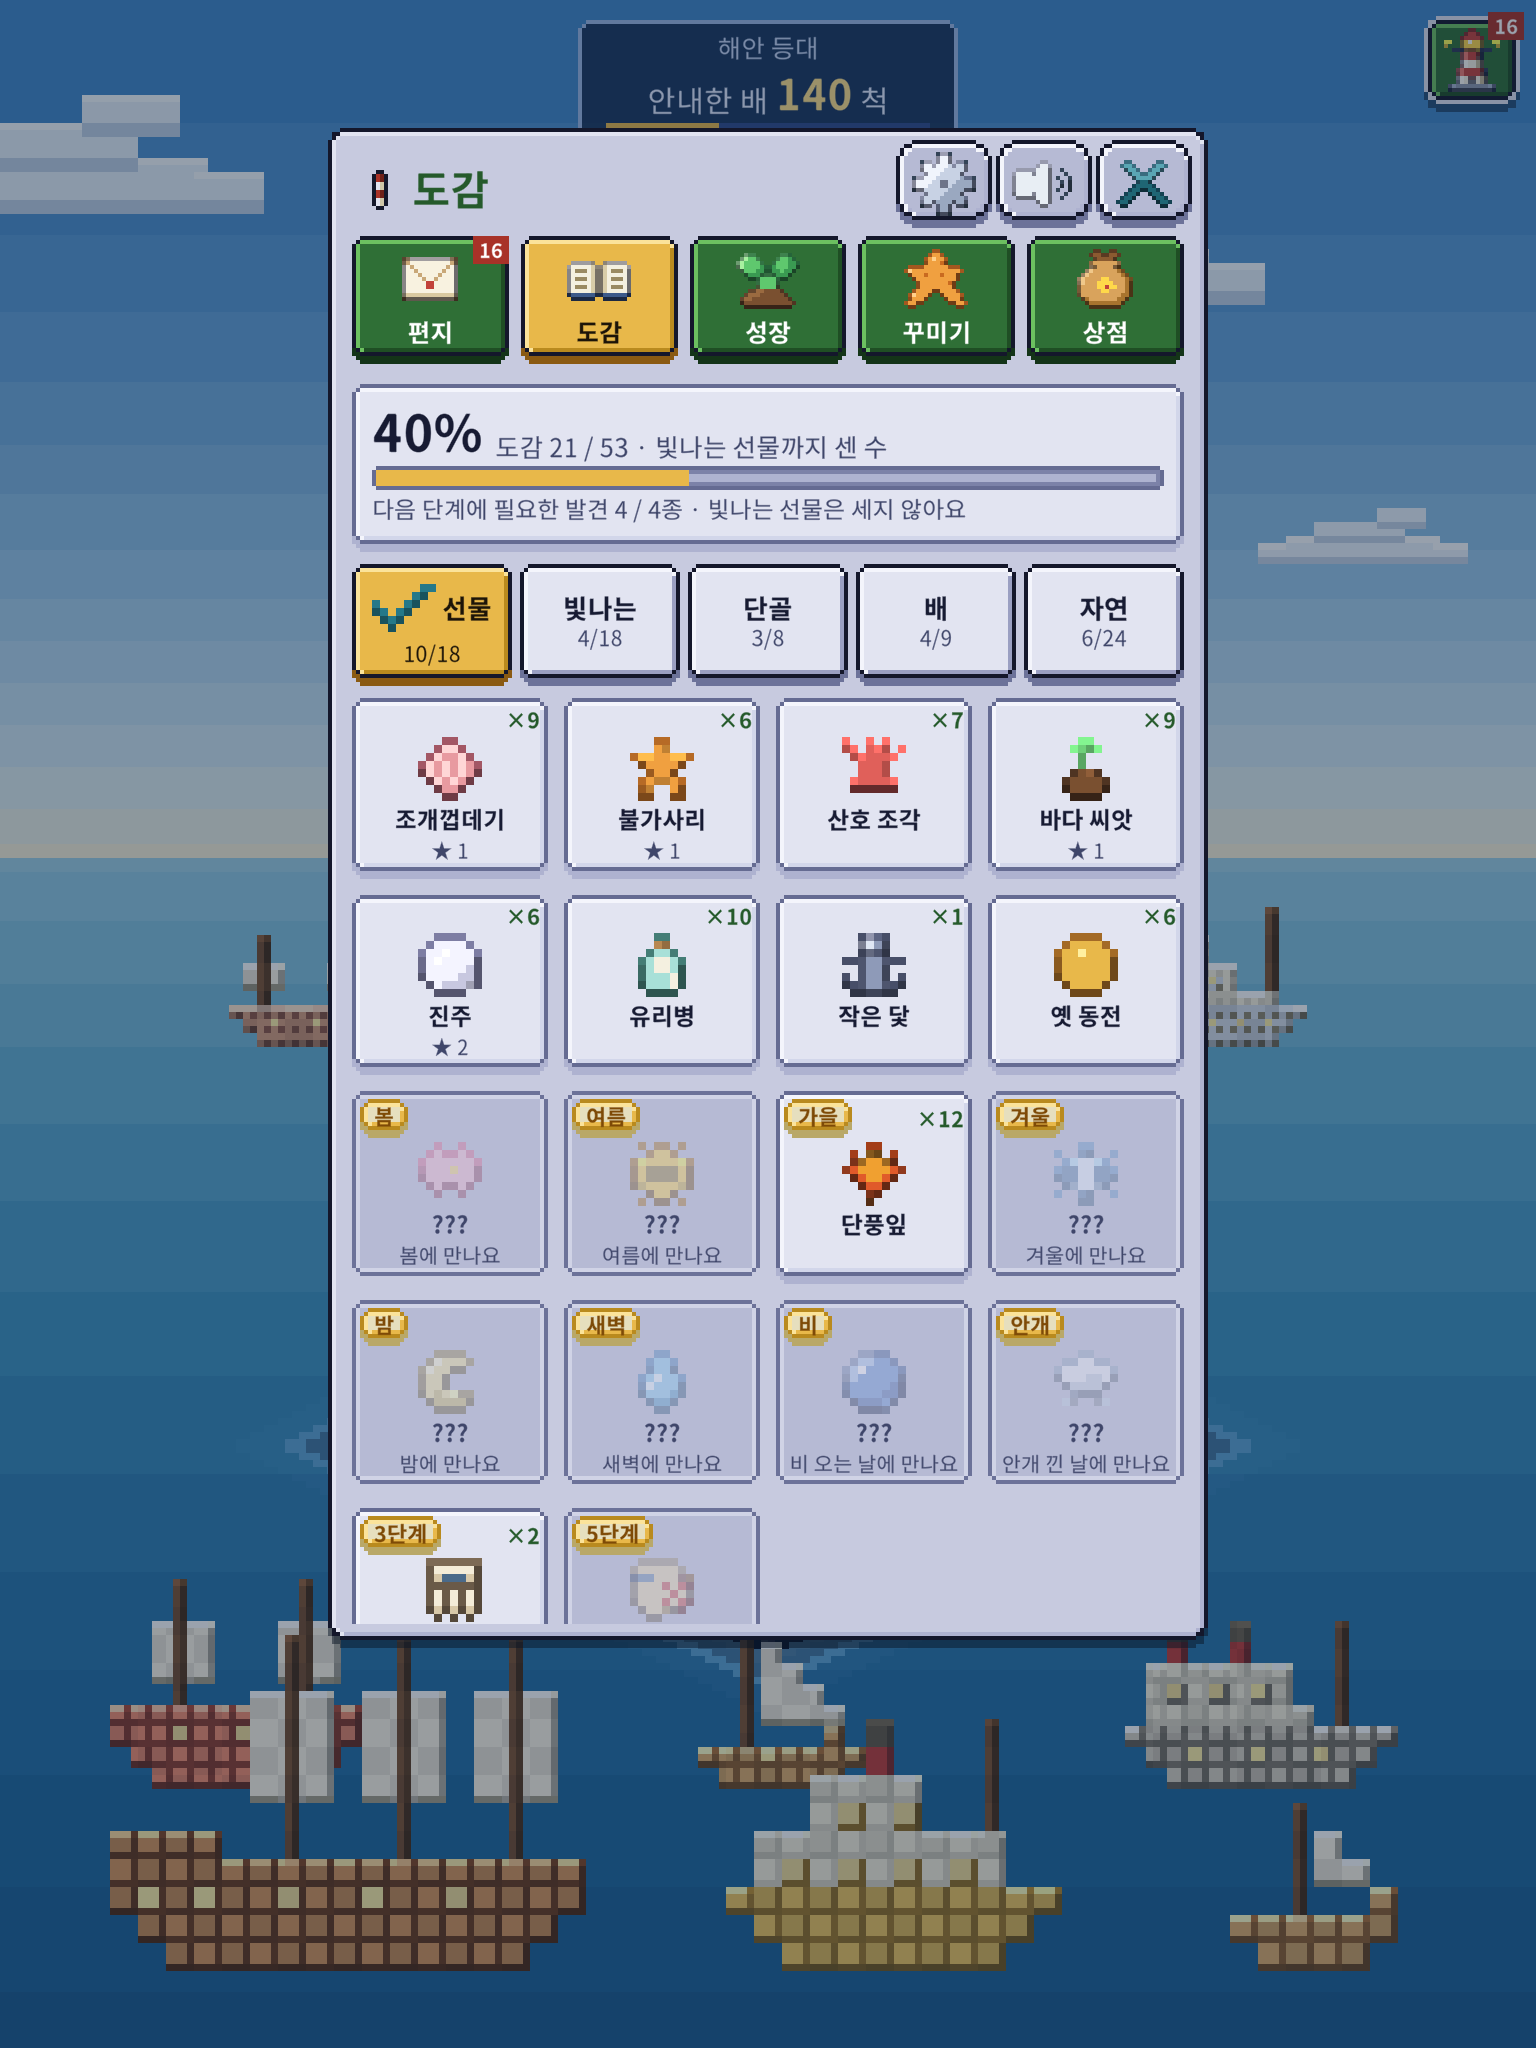 해안 등대
안내한 배 140 척
16
도감
16
편지
도감
성장
꾸미기
상점
40% 도감 21 / 53 · 빛나는 선물까지 센 수
다음 단계에 필요한 발견 4 / 4종 · 빛나는 선물은 세지 않아요
선물
10/18
빛나는
4/18
단골
3/8
배
4/9
자연
6/24
×9
조개껍데기
★ 1
×6
불가사리
★ 1
×7
산호 조각
×9
바다 씨앗
★ 1
×6
진주
★ 2
×10
유리병
×1
작은 닻
×6
옛 동전
봄
???
봄에 만나요
여름
???
여름에 만나요
가을
×12
단풍잎
겨울
???
겨울에 만나요
밤
???
밤에 만나요
새벽
???
새벽에 만나요
비
???
비 오는 날에 만나요
안개
???
안개 낀 날에 만나요
3단계
×2
5단계